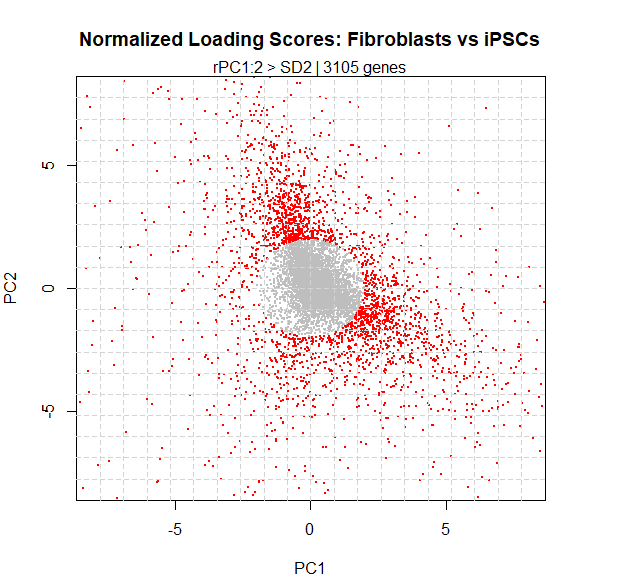 Normalized Loading Scores: Fibroblasts vs iPSCs
rPC1:2 > SD2 | 3105 genes
5
0
-5
PC2
-5 0 5
PC1